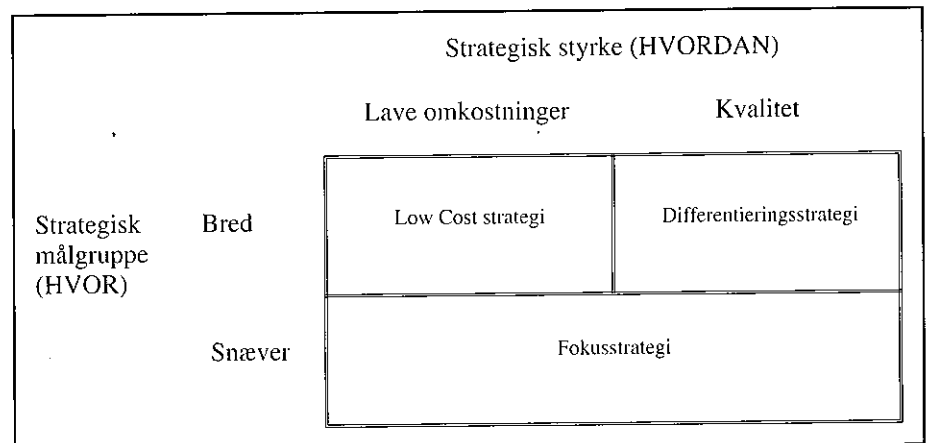 Strategisk styrke (HVORDAN)
Lave omkostninger Kvalitet
Strategisk
målgruppe
(HVOR)
Bred
Low Cost strategi Differentieringsstrategi
Snæver
Fokusstrategi